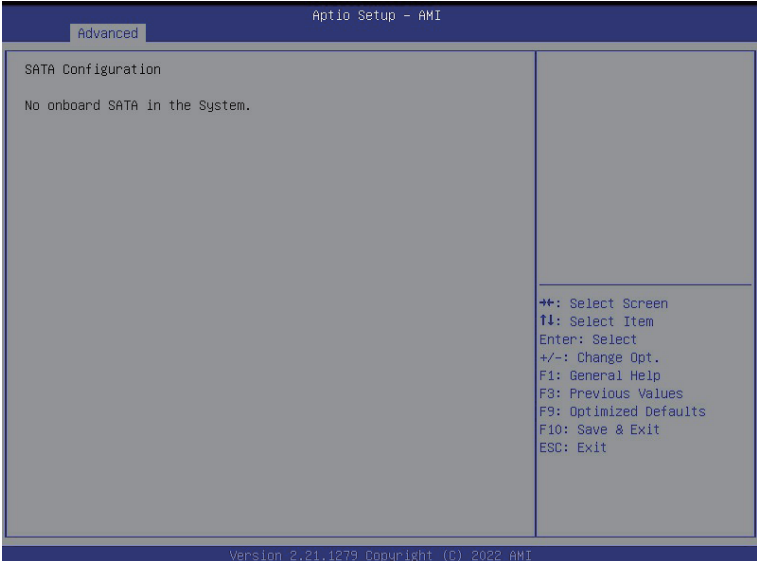 Aptio Setup – AMI
Advanced
SATA Configuration
No onboard SATA in the System.
→←: Select Screen
↑↓: Select Item
Enter: Select
+/-: Change Opt.
F1: General Help
F3: Previous Values
F9: Optimized Defaults
F10: Save & Exit
ESC: Exit
Version 2.21.1279 Copyright (C) 2022 AMI